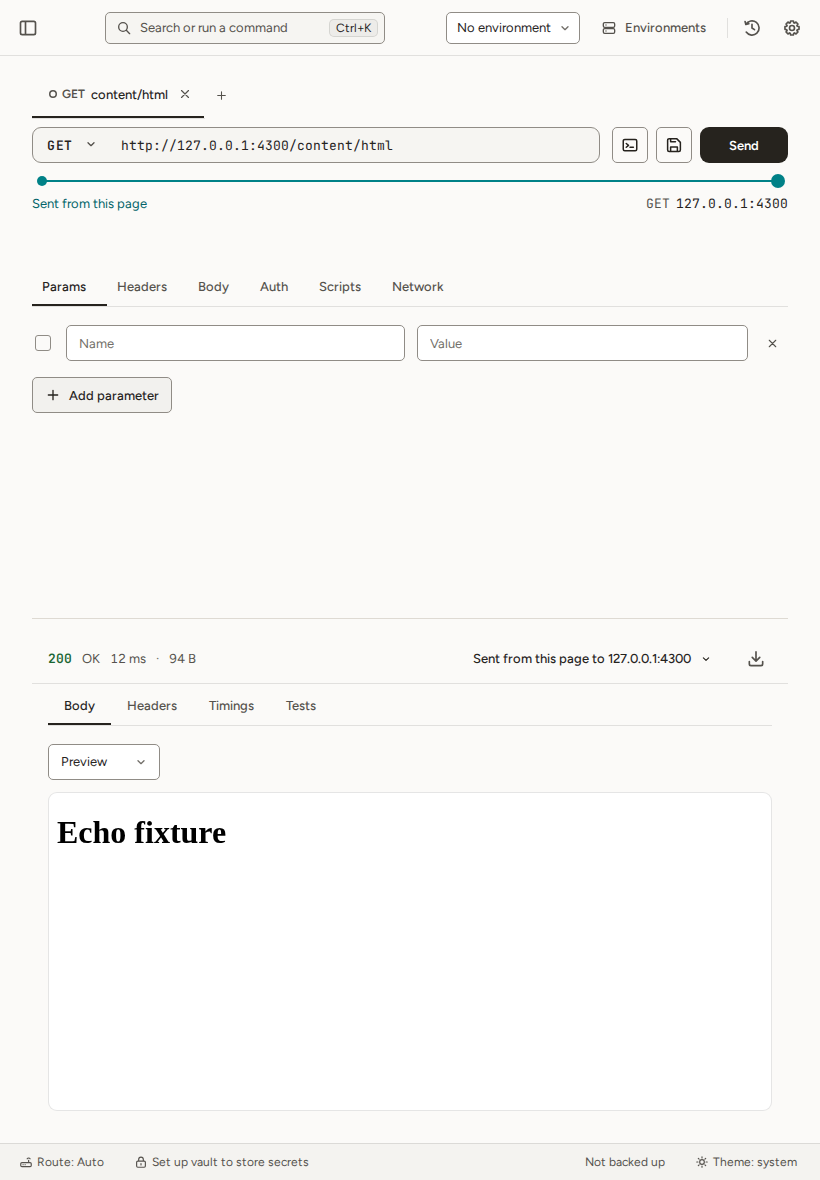 Search or run a command Ctrl+K No environment Environments
GET content/html
GET http://127.0.0.1:4300/content/html Send
Sent from this page GET 127.0.0.1:4300
Params Headers Body Auth Scripts Network
Name Value
Add parameter
200 OK 12 ms · 94 B Sent from this page to 127.0.0.1:4300
Body Headers Timings Tests
Preview
Echo fixture
Route: Auto Set up vault to store secrets Not backed up Theme: system